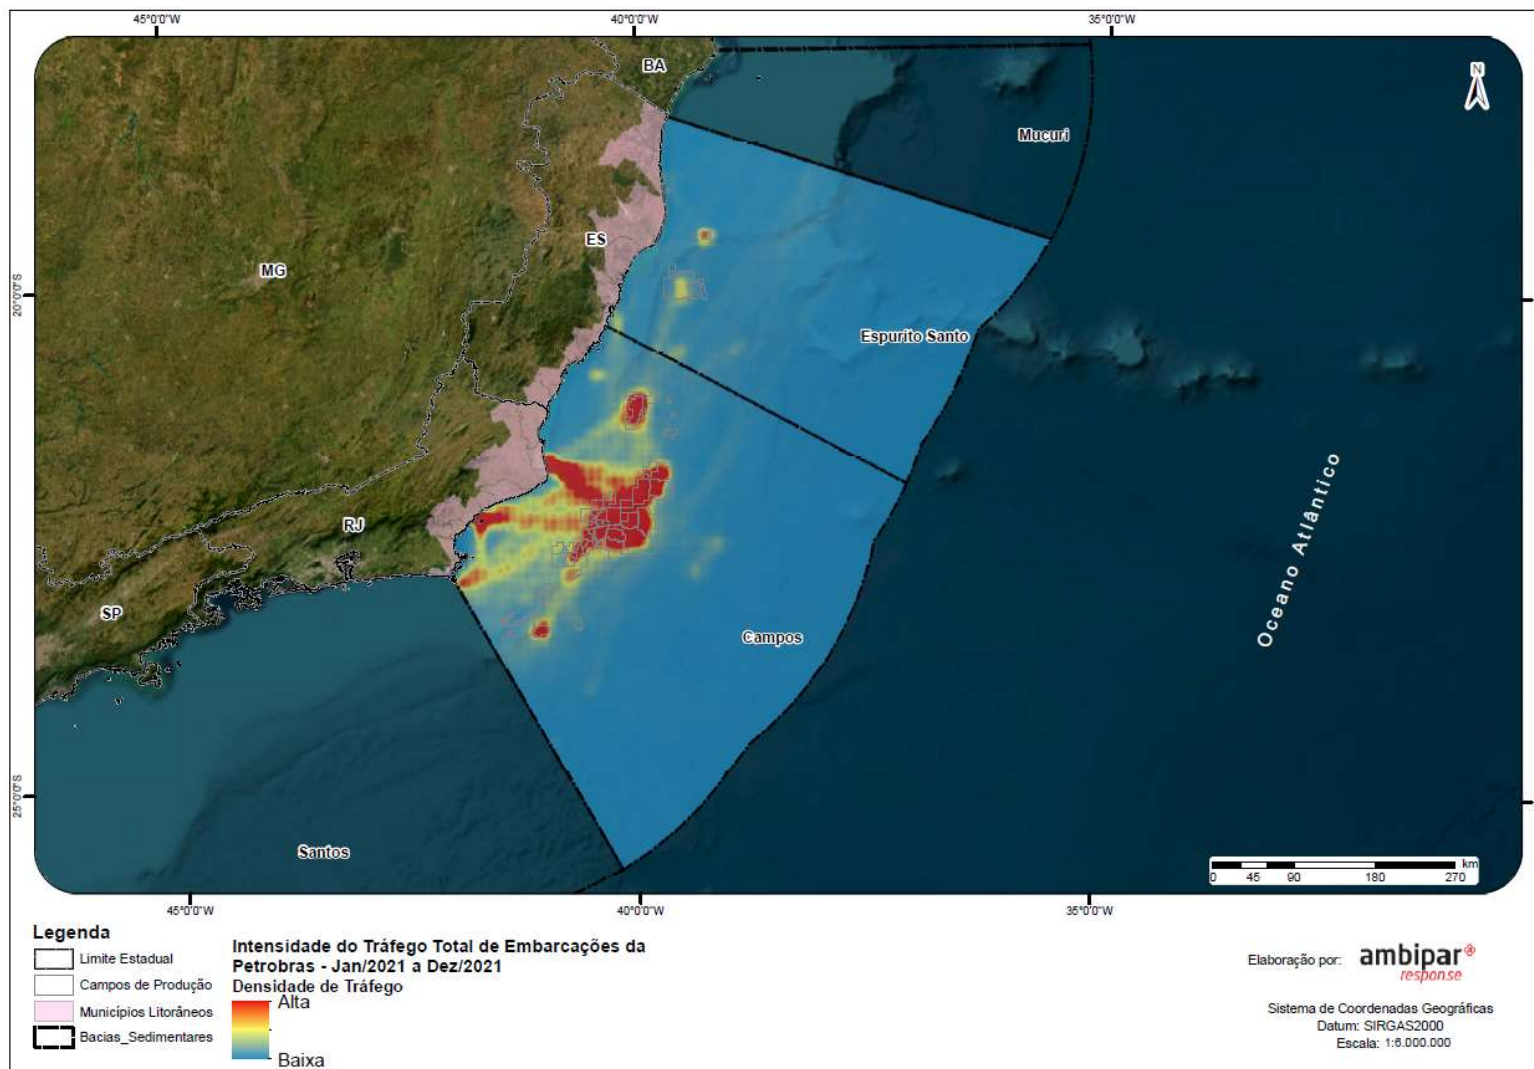 45°0'0"W 40°0'0"W 35°0'0"W
BA
N
Mucuri
ES
MG
20°0'0"S
Espurito Santo
RJ
SP
Oceano Atlântico
Campos
25°0'0"S
Santos
km
0 45 90 180 270
45°0'0"W 40°0'0"W 35°0'0"W
Legenda
Limite Estadual
Campos de Produção
Municípios Litorâneos
Bacias_Sedimentares
Intensidade do Tráfego Total de Embarcações da
Petrobras - Jan/2021 a Dez/2021
Densidade de Tráfego
Alta
Baixa
Elaboração por:
ambipar
response
Sistema de Coordenadas Geográficas
Datum: SIRGAS2000
Escala: 1:6.000.000